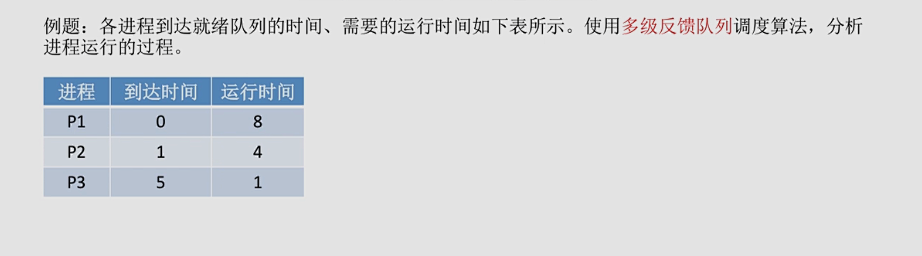 例题：各进程到达就绪队列的时间、需要的运行时间如下表所示。使用多级反馈队列调度算法，分析
进程运行的过程。
进程 到达时间 运行时间
P1 0 8
P2 1 4
P3 5 1